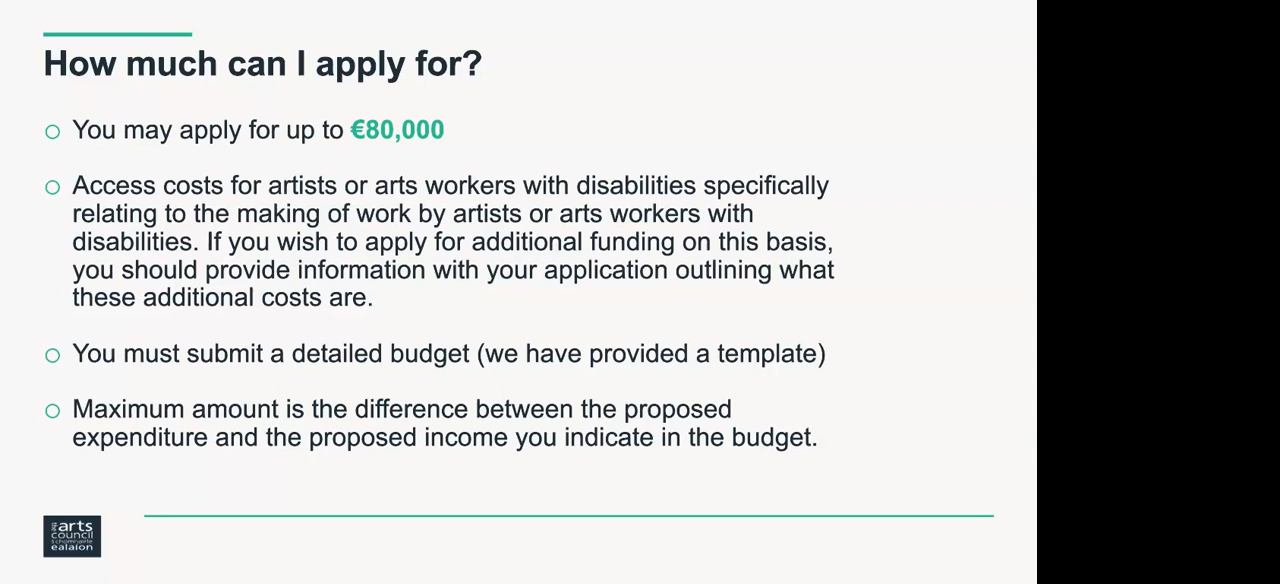 How much can I apply for?
You may apply for up to €80,000
Access costs for artists or arts workers with disabilities specifically
relating to the making of work by artists or arts workers with
disabilities. If you wish to apply for additional funding on this basis,
you should provide information with your application outlining what
these additional costs are.
You must submit a detailed budget (we have provided a template)
Maximum amount is the difference between the proposed
expenditure and the proposed income you indicate in the budget.
the arts
council
chomhairle
ealaíon